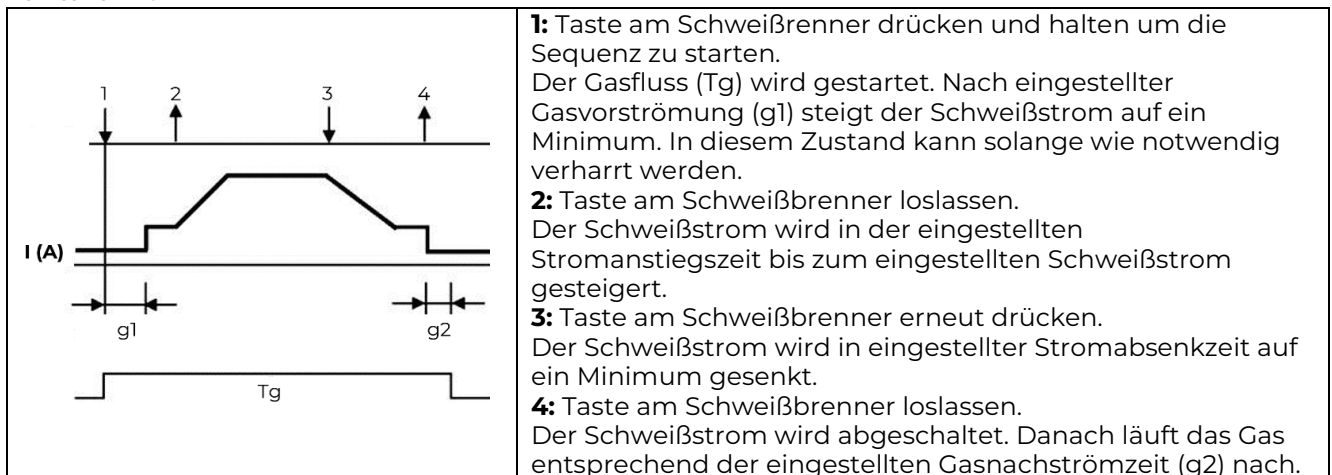 1 2 3 4
I (A)
g1 g2
Tg
1: Taste am Schweißrenner drücken und halten um die
Sequenz zu starten.
Der Gasfluss (Tg) wird gestartet. Nach eingestellter
Gasvorströmung (g1) steigt der Schweißstrom auf ein
Minimum. In diesem Zustand kann solange wie notwendig
verharrt werden.
2: Taste am Schweißbrenner loslassen.
Der Schweißstrom wird in der eingestellten
Stromanstiegszeit bis zum eingestellten Schweißstrom
gesteigert.
3: Taste am Schweißbrenner erneut drücken.
Der Schweißstrom wird in eingestellter Stromabsenkzeit auf
ein Minimum gesenkt.
4: Taste am Schweißbrenner loslassen.
Der Schweißstrom wird abgeschaltet. Danach läuft das Gas
entsprechend der eingestellten Gasnachströmzeit (g2) nach.